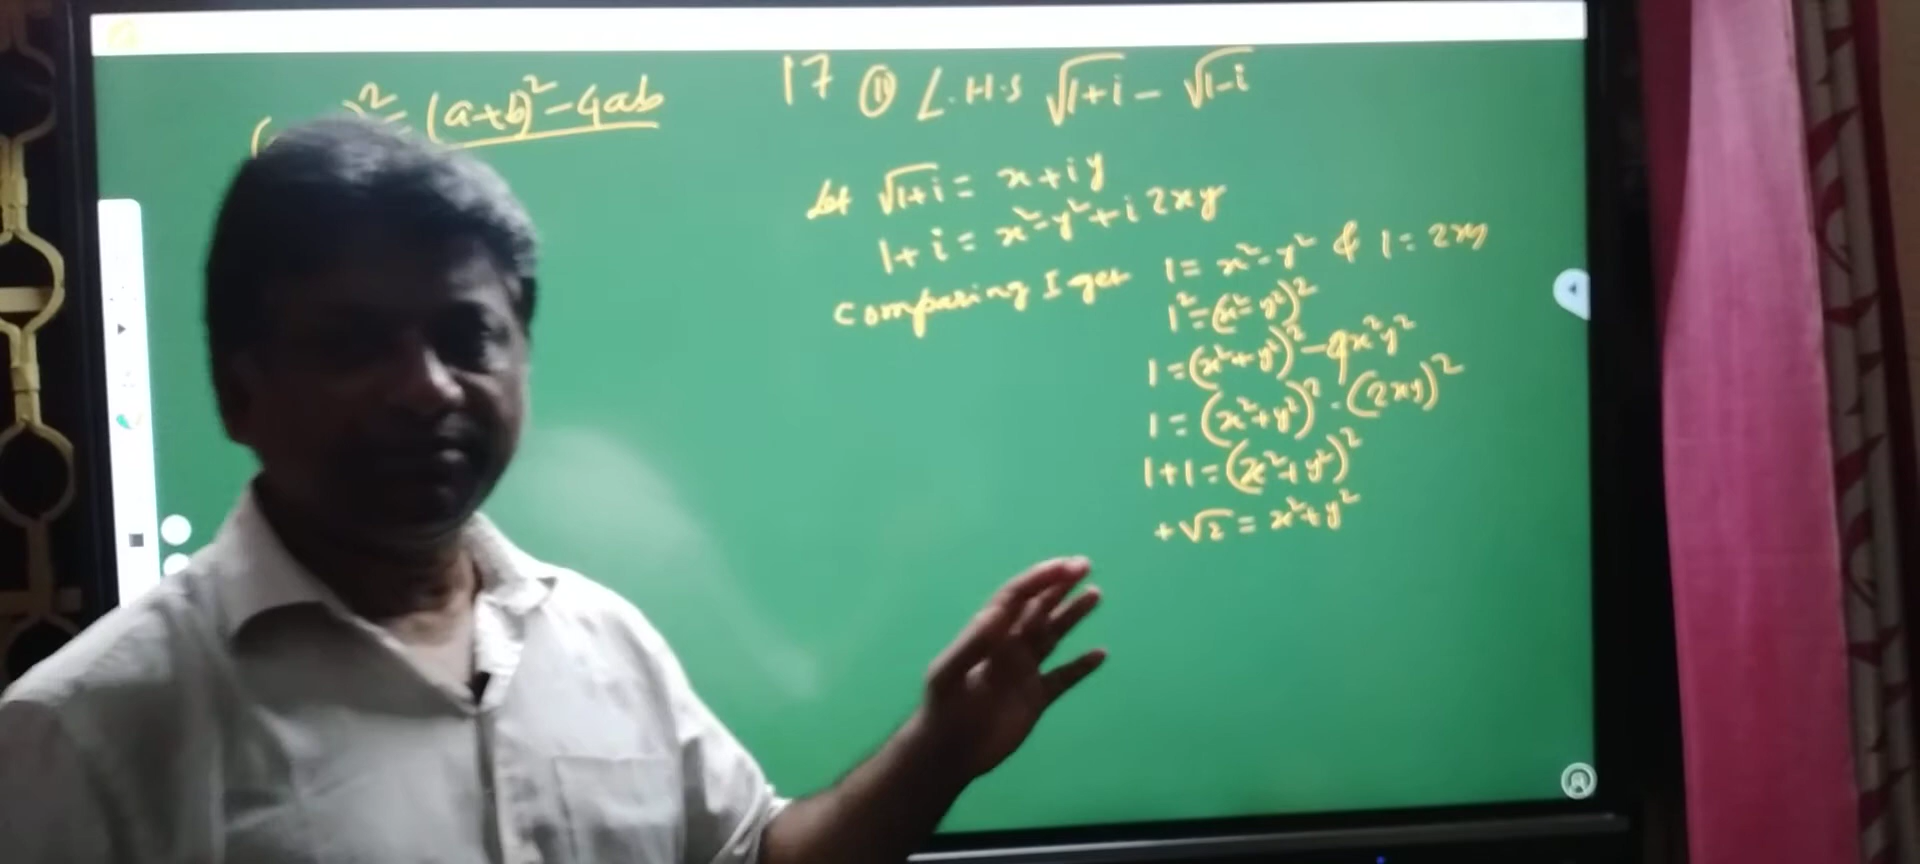 )² = (a+b)² - 4ab
17 (ii) L.H.S √1+i - √1-i
Let √1+i = x+iy
1+i = x²-y²+i2xy
Comparing I get 1 = x²-y² & 1 = 2xy
1² = (x²-y²)²
1 = (x²+y²)² - 4x²y²
1 = (x²+y²)² - (2xy)²
1+1 = (x²+y²)²
+√2 = x²+y²